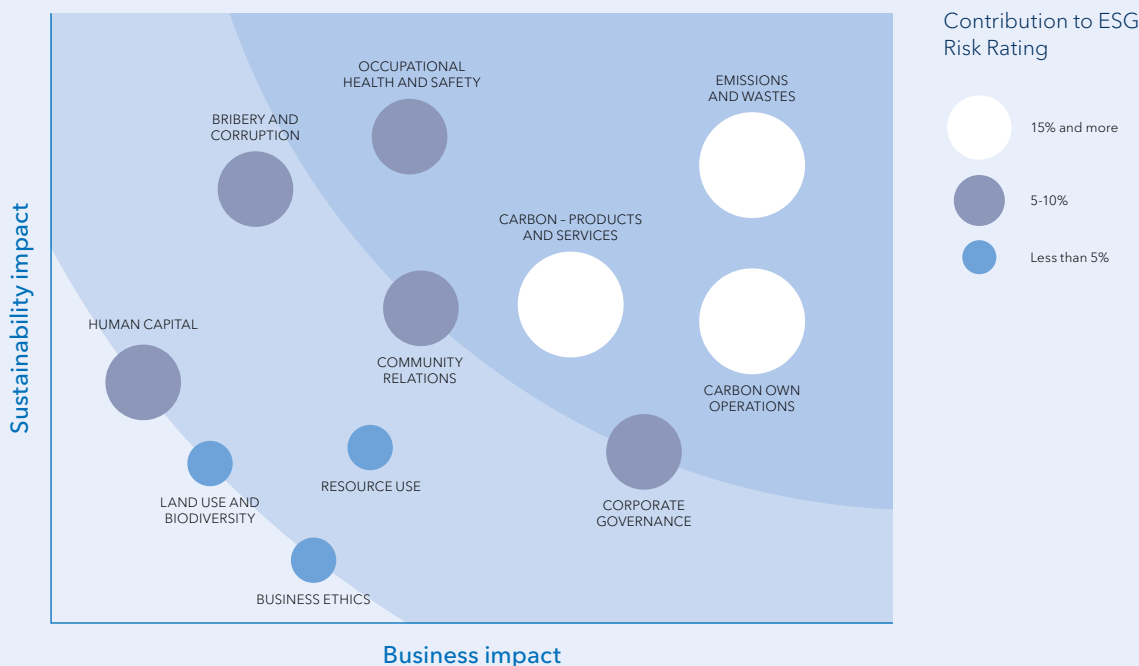 Contribution to ESG
Risk Rating
15% and more
5-10%
Less than 5%
OCCUPATIONAL
HEALTH AND SAFETY
EMISSIONS
AND WASTES
BRIBERY AND
CORRUPTION
CARBON – PRODUCTS
AND SERVICES
HUMAN CAPITAL
COMMUNITY
RELATIONS
CARBON OWN
OPERATIONS
RESOURCE USE
LAND USE AND
BIODIVERSITY
CORPORATE
GOVERNANCE
BUSINESS ETHICS
Sustainability impact
Business impact